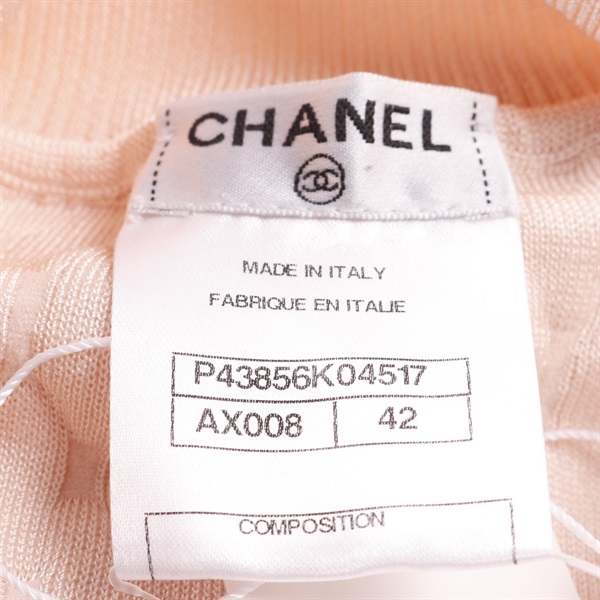 CHANEL
MADE IN ITALY
FABRIQUE EN ITALIE
P43856K04517
AX008 42
COMPOSITION